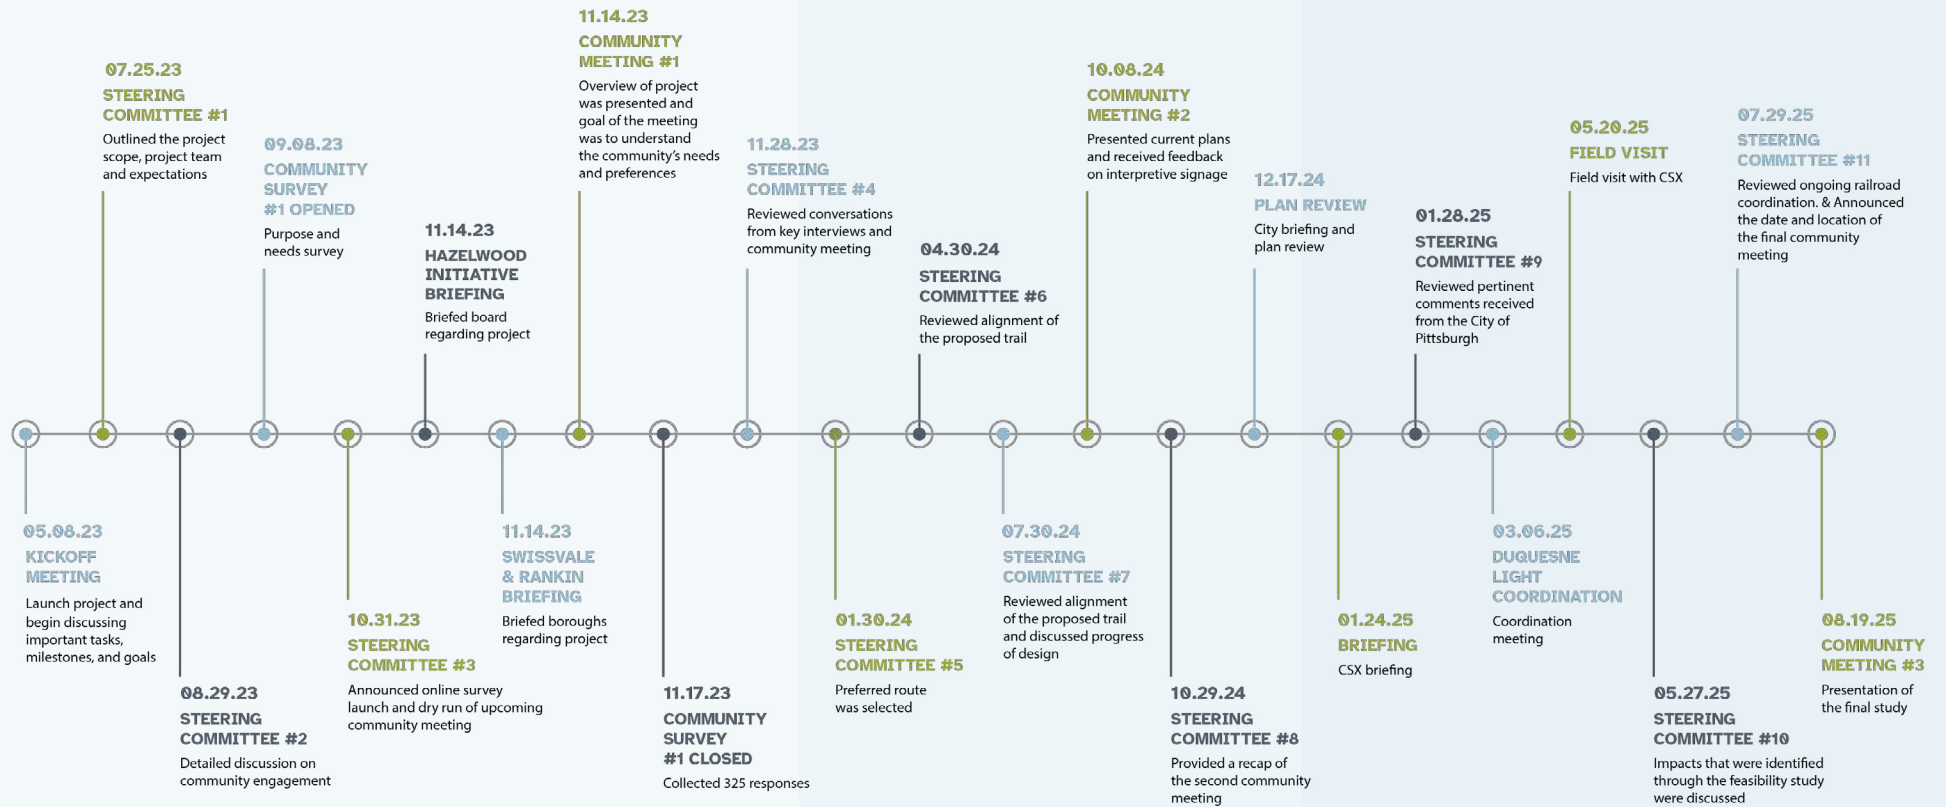 05.08.23
KICKOFF
MEETING
Launch project and
begin discussing
important tasks,
milestones, and goals
07.25.23
STEERING
COMMITTEE #1
Outlined the project
scope, project team
and expectations
08.29.23
STEERING
COMMITTEE #2
Detailed discussion on
community engagement
09.08.23
COMMUNITY
SURVEY
#1 OPENED
Purpose and
needs survey
10.31.23
STEERING
COMMITTEE #3
Announced online survey
launch and dry run of upcoming
community meeting
11.14.23
HAZELWOOD
INITIATIVE
BRIEFING
Briefed board
regarding project
11.14.23
SWISSVALE
& RANKIN
BRIEFING
Briefed boroughs
regarding project
11.14.23
COMMUNITY
MEETING #1
Overview of project
was presented and
goal of the meeting
was to understand
the community's needs
and preferences
11.17.23
COMMUNITY
SURVEY
#1 CLOSED
Collected 325 responses
11.28.23
STEERING
COMMITTEE #4
Reviewed conversations
from key interviews and
community meeting
01.30.24
STEERING
COMMITTEE #5
Preferred route
was selected
04.30.24
STEERING
COMMITTEE #6
Reviewed alignment of
the proposed trail
07.30.24
STEERING
COMMITTEE #7
Reviewed alignment
of the proposed trail
and discussed progress
of design
10.08.24
COMMUNITY
MEETING #2
Presented current plans
and received feedback
on interpretive signage
10.29.24
STEERING
COMMITTEE #8
Provided a recap of
the second community
meeting
12.17.24
PLAN REVIEW
City briefing and
plan review
01.24.25
BRIEFING
CSX briefing
01.28.25
STEERING
COMMITTEE #9
Reviewed pertinent
comments received
from the City of
Pittsburgh
03.06.25
DUQUESNE
LIGHT
COORDINATION
Coordination
meeting
05.20.25
FIELD VISIT
Field visit with CSX
05.27.25
STEERING
COMMITTEE #10
Impacts that were identified
through the feasibility study
were discussed
07.29.25
STEERING
COMMITTEE #11
Reviewed ongoing railroad
coordination. & Announced
the date and location of
the final community
meeting
08.19.25
COMMUNITY
MEETING #3
Presentation of
the final study